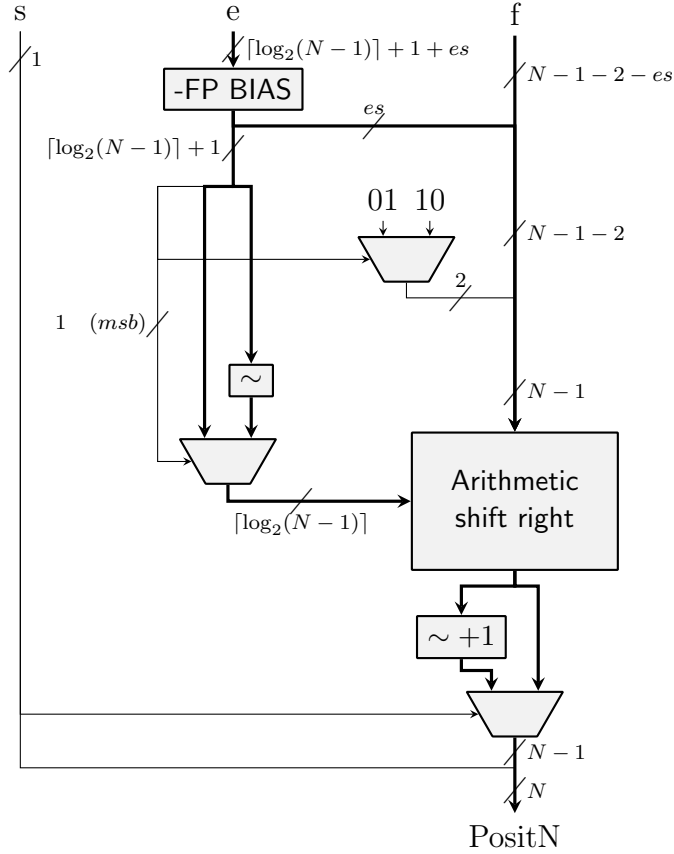 s e f
1
⌈log₂(N−1)⌉+1+es
N−1−2−es
-FP BIAS
es
⌈log₂(N−1)⌉+1
01 10
N−1−2
2
1 (msb)
∼
N−1
Arithmetic
shift right
⌈log₂(N−1)⌉
∼ +1
N−1
N
PositN